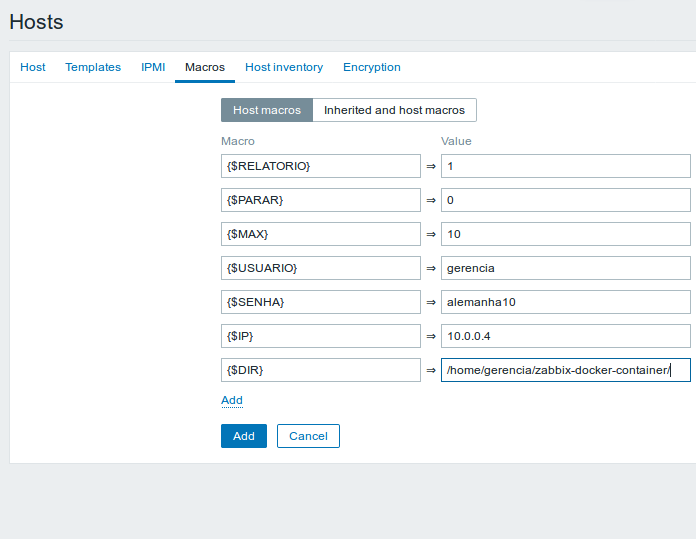 Hosts
Host Templates IPMI Macros Host inventory Encryption
Host macros Inherited and host macros
Macro Value
{$RELATORIO} ⇒ 1
{$PARAR} ⇒ 0
{$MAX} ⇒ 10
{$USUARIO} ⇒ gerencia
{$SENHA} ⇒ alemanha10
{$IP} ⇒ 10.0.0.4
{$DIR} ⇒ /home/gerencia/zabbix-docker-container/
Add
Add Cancel